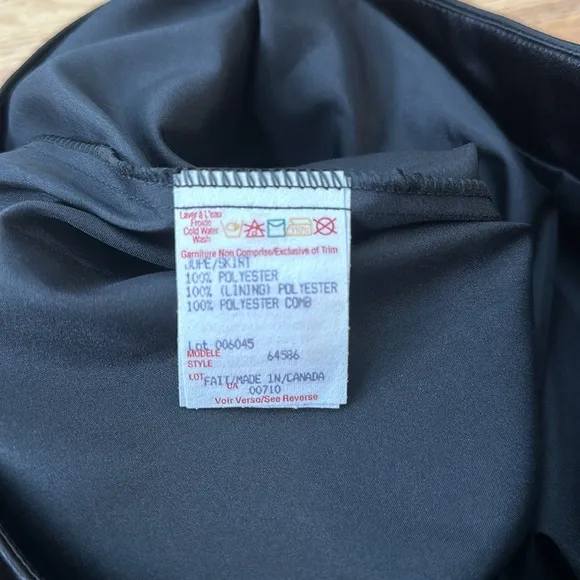 Laver à L'eau
Froide
Cold Water
Wash
Garniture Non Comprise/Exclusive of Trim
JUPE/SKIRT
100% POLYESTER
100% (LINING) POLYESTER
100% POLYESTER COMB
Lot 006045
MODELE 64586
STYLE
LOT FAIT/MADE IN/CANADA
CA 00710
Voir Verso/See Reverse